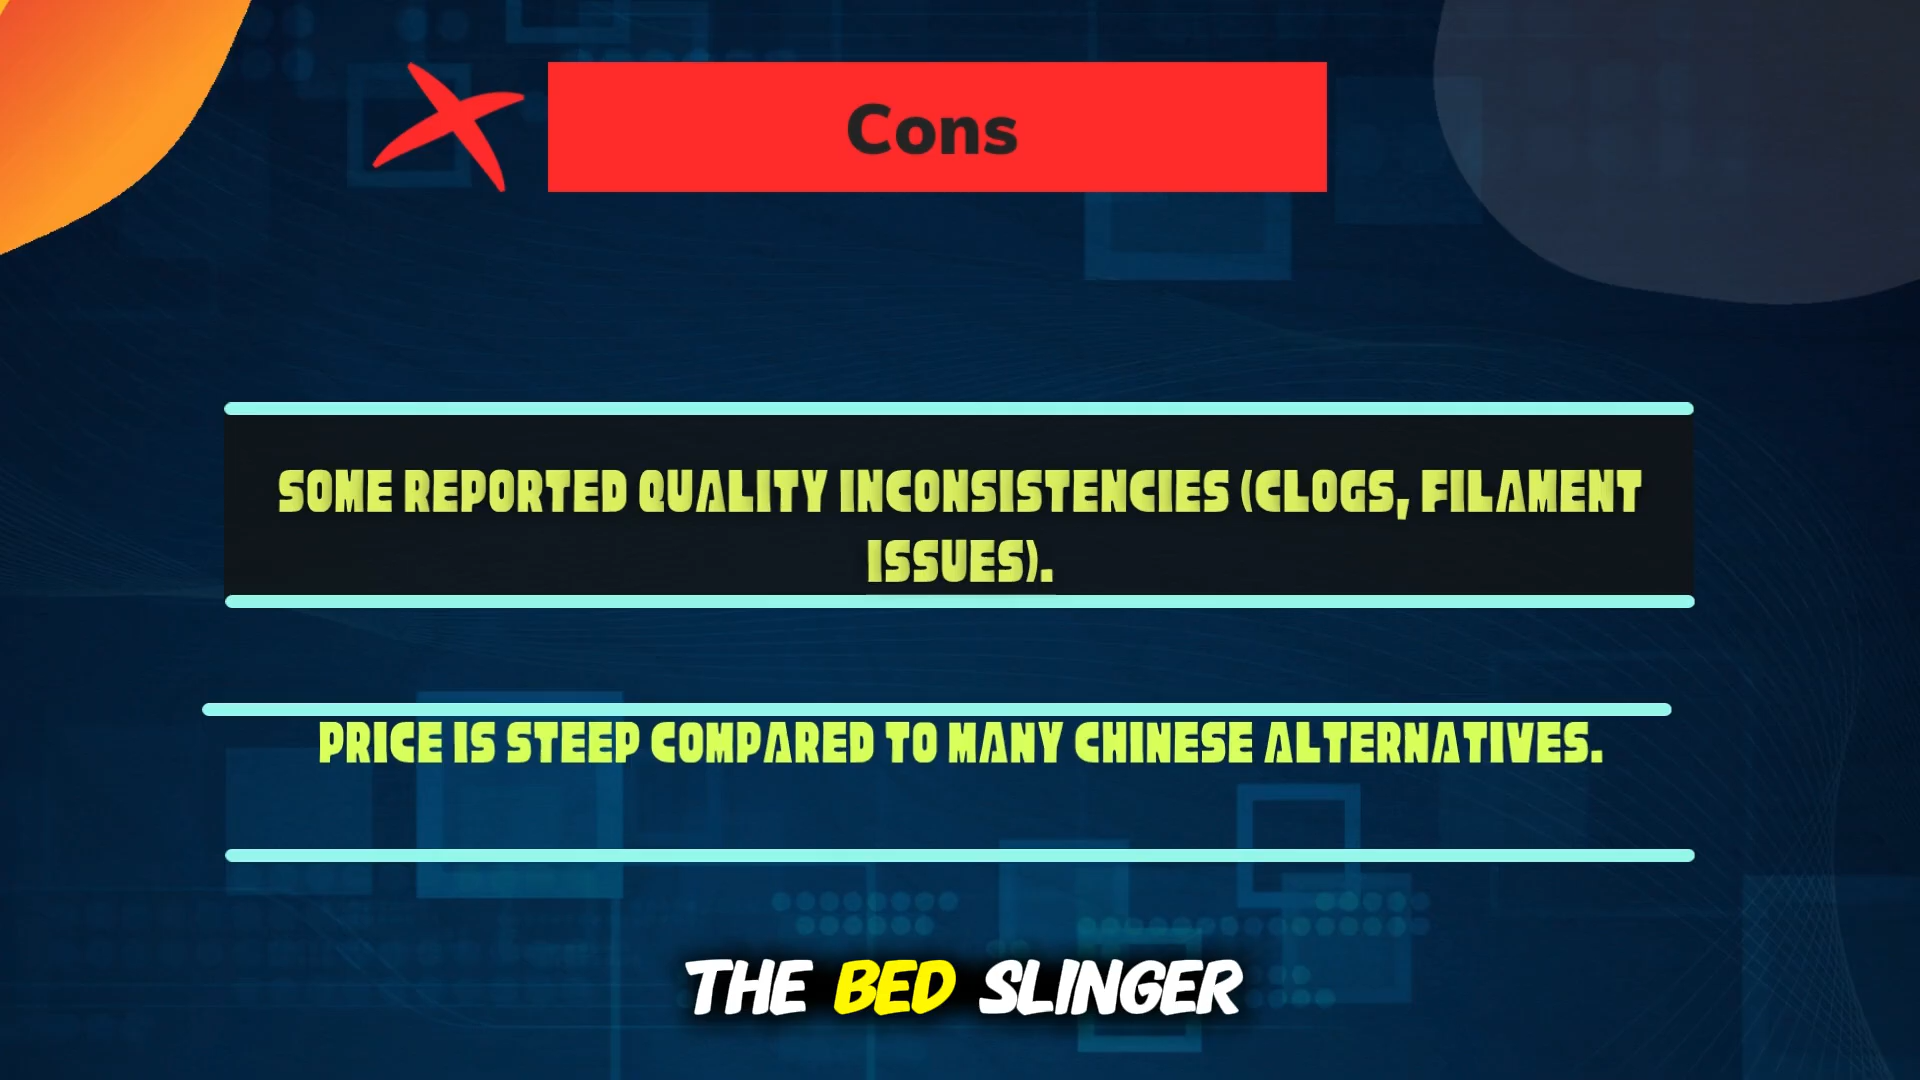 Cons
SOME REPORTED QUALITY INCONSISTENCIES (CLOGS, FILAMENT
ISSUES).
PRICE IS STEEP COMPARED TO MANY CHINESE ALTERNATIVES.
THE BED SLINGER